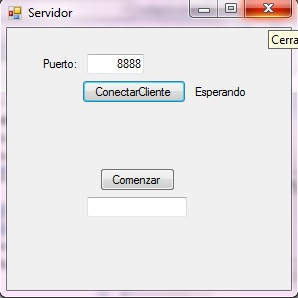 Servidor
Cerra
Puerto: 8888
ConectarCliente Esperando
Comenzar